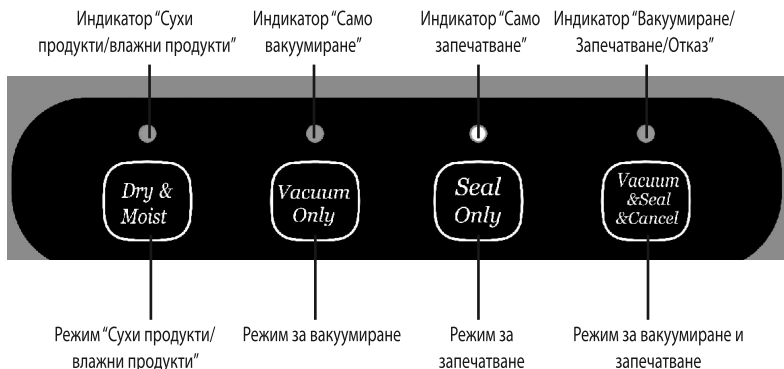 Индикатор “Сухи
продукти/влажни продукти”
Индикатор “Само
вакуумиране”
Индикатор “Само
запечатване”
Индикатор “Вакуумиране/
Запечатване/Отказ”
Dry &
Moist
Vacuum
Only
Seal
Only
Vacuum
&Seal
&Cancel
Режим “Сухи продукти/
влажни продукти”
Режим за вакуумиране
Режим за
запечатване
Режим за вакуумиране и
запечатване